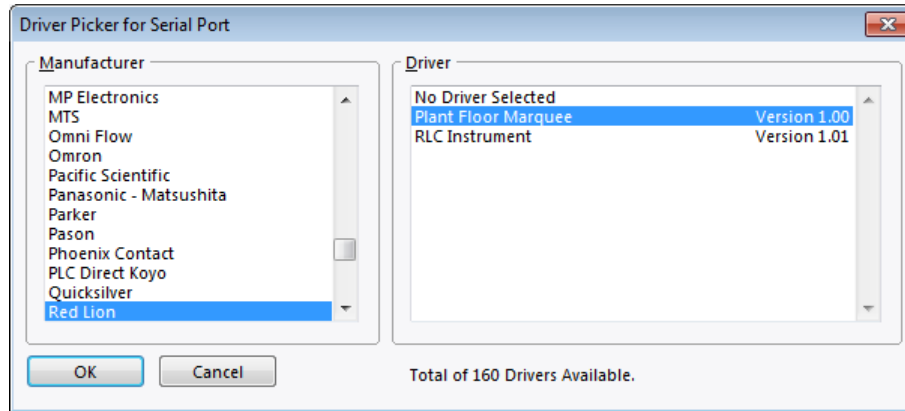 Driver Picker for Serial Port
Manufacturer
MP Electronics
MTS
Omni Flow
Omron
Pacific Scientific
Panasonic - Matsushita
Parker
Pason
Phoenix Contact
PLC Direct Koyo
Quicksilver
Red Lion
Driver
No Driver Selected
Plant Floor Marquee Version 1.00
RLC Instrument Version 1.01
OK Cancel Total of 160 Drivers Available.